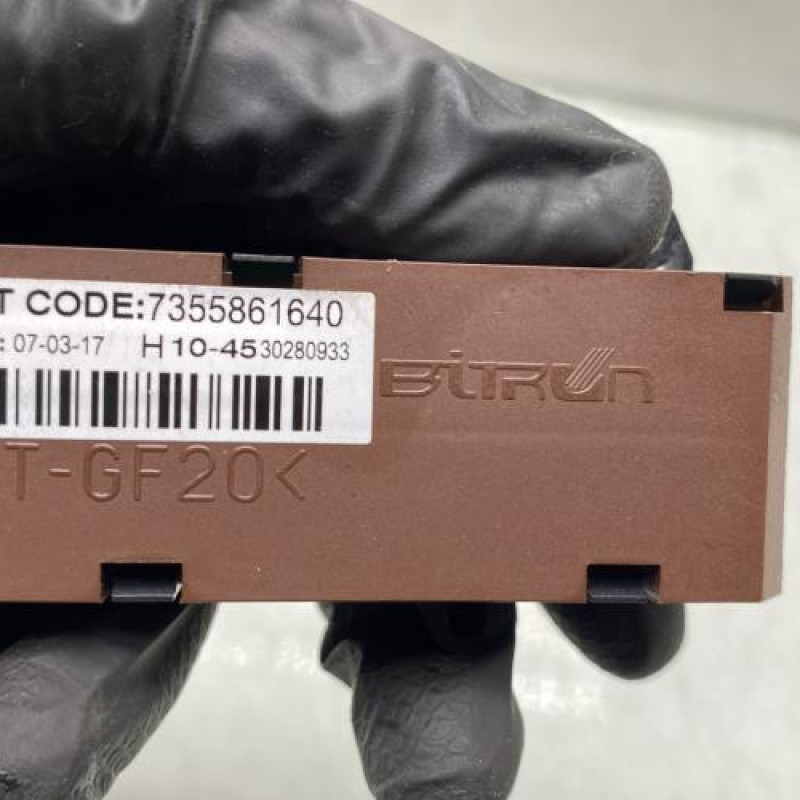 T CODE:7355861640
: 07-03-17 H 10-45 30280933
BiTRON
T-GF20<